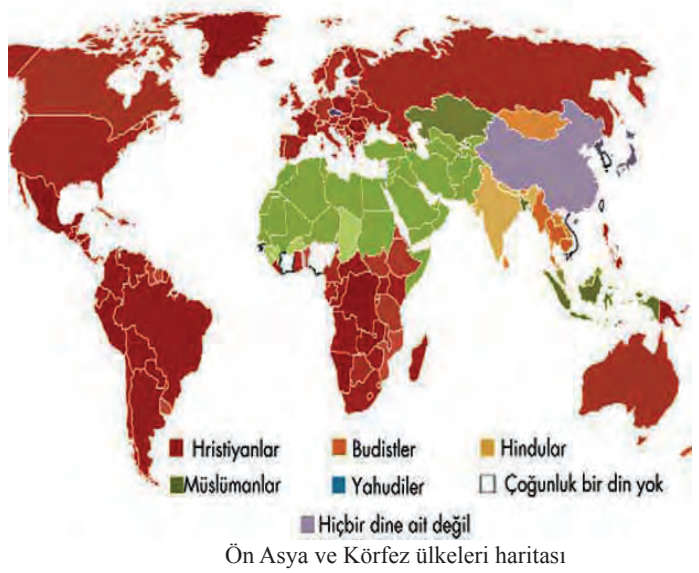 Hristiyanlar Budistler Hindular
Müslümanlar Yahudiler Çoğunluk bir din yok
Hiçbir dine ait değil
Ön Asya ve Körfez ülkeleri haritası